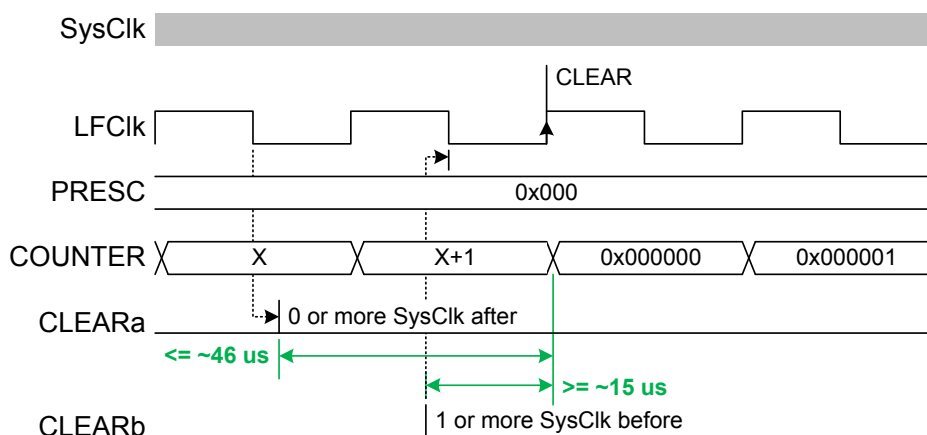 SysClk
CLEAR
LFClk
PRESC
0x000
COUNTER
X
X+1
0x000000
0x000001
0 or more SysClk after
CLEARa
<= ~46 us
>= ~15 us
1 or more SysClk before
CLEARb